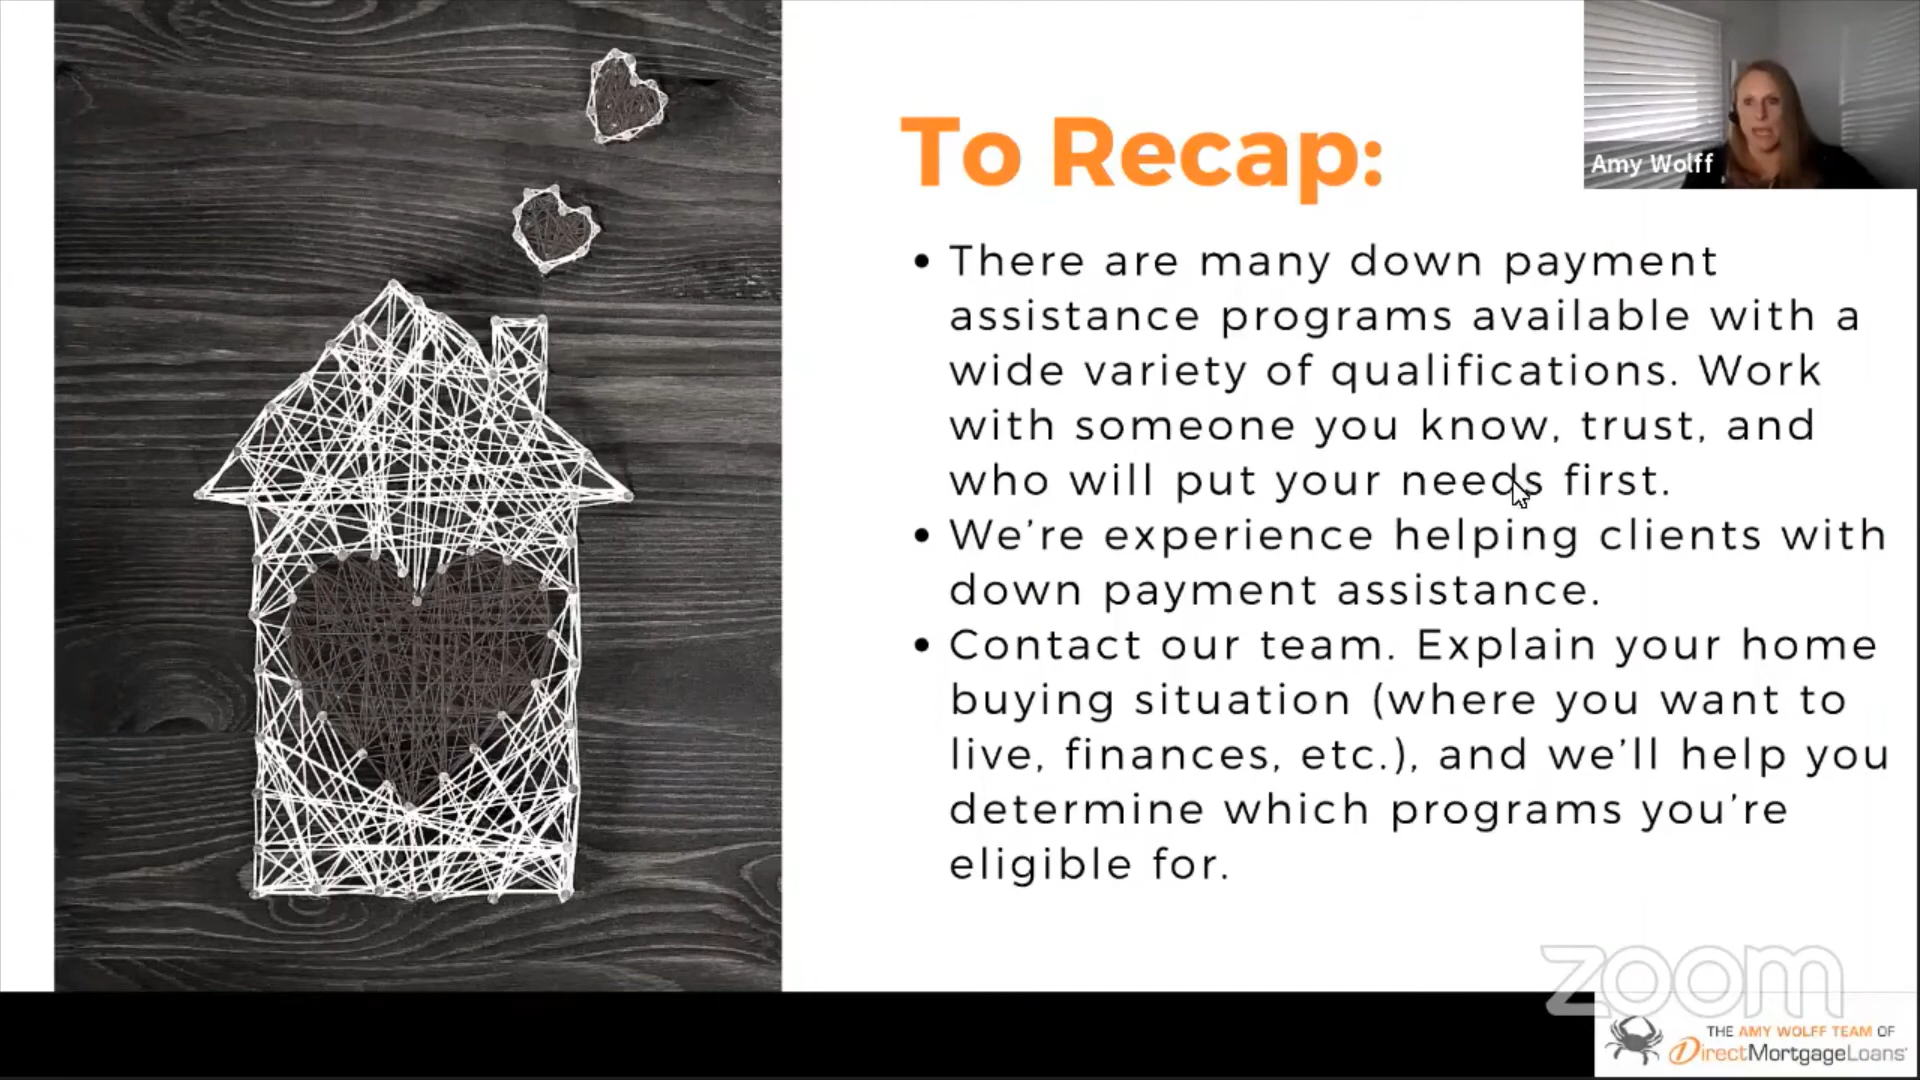 To Recap:
Amy Wolff
• There are many down payment
assistance programs available with a
wide variety of qualifications. Work
with someone you know, trust, and
who will put your needs first.
• We’re experience helping clients with
down payment assistance.
• Contact our team. Explain your home
buying situation (where you want to
live, finances, etc.), and we’ll help you
determine which programs you’re
eligible for.
zoom
THE AMY WOLFF TEAM OF
DirectMortgageLoans